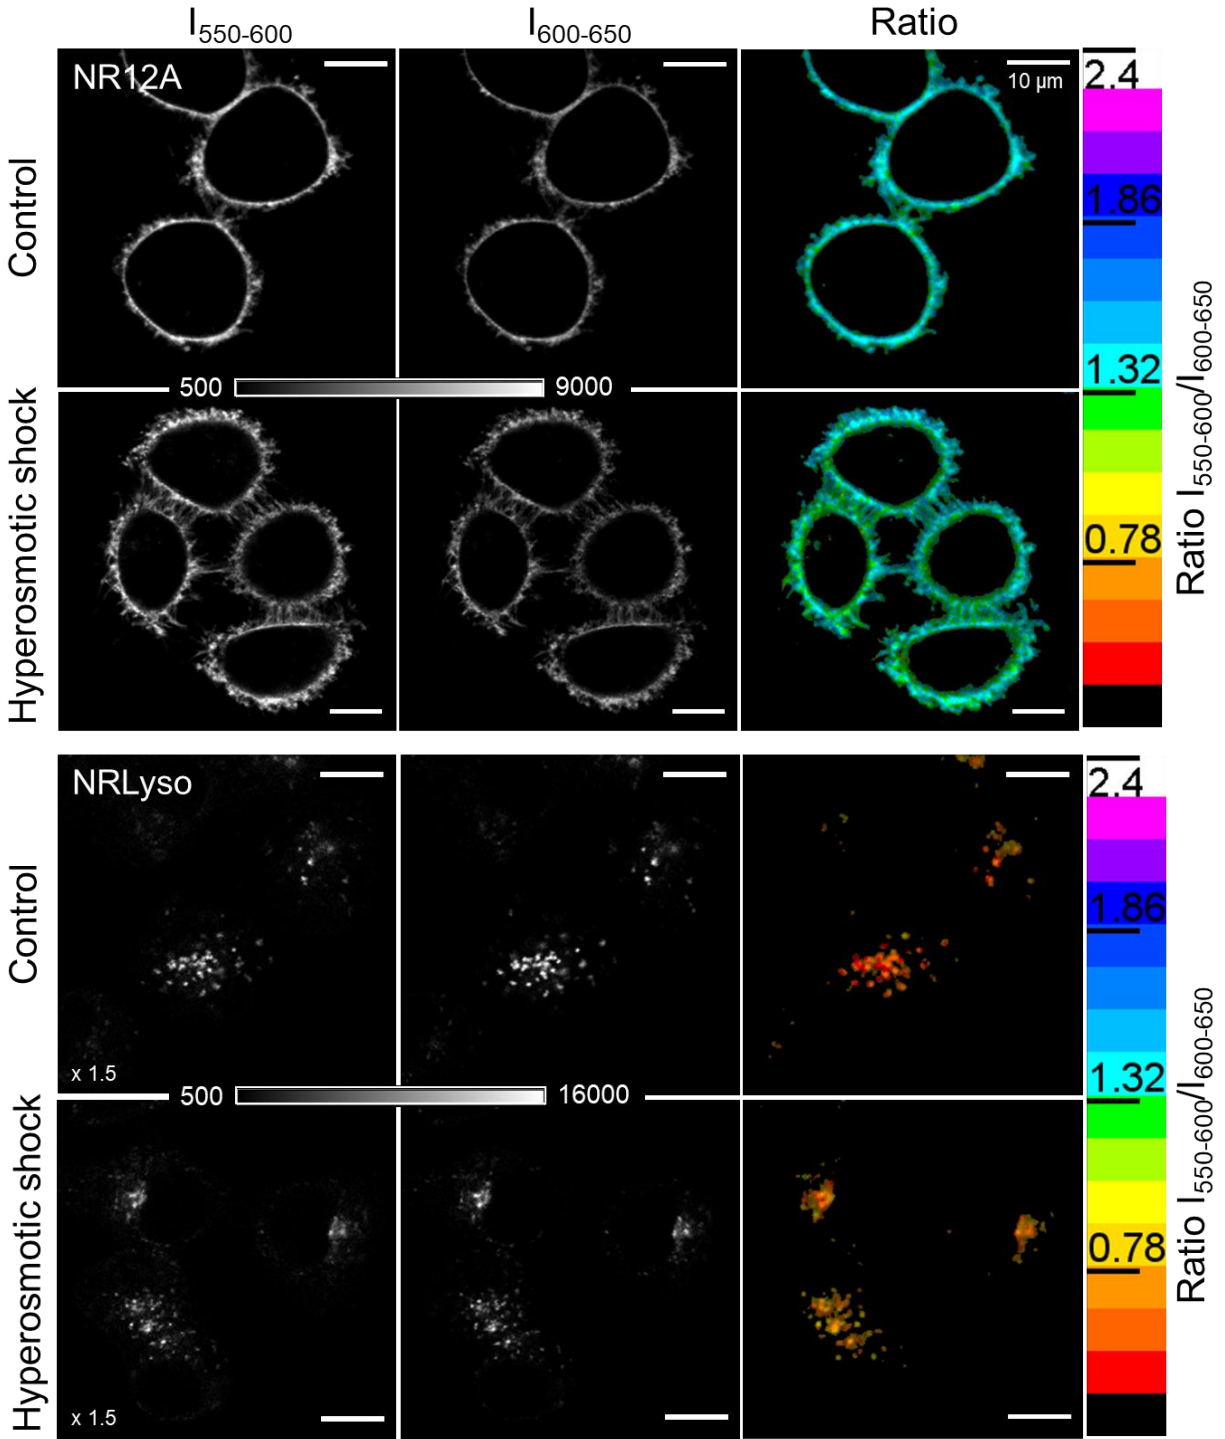 I550-600
I600-650
Ratio
Control
NR12A
10 µm
2.4
1.86
1.32
0.78
Ratio I550-600/I600-650
500
9000
Hyperosmotic shock
Control
NRLyso
x 1.5
2.4
1.86
1.32
0.78
Ratio I550-600/I600-650
500
16000
Hyperosmotic shock
x 1.5